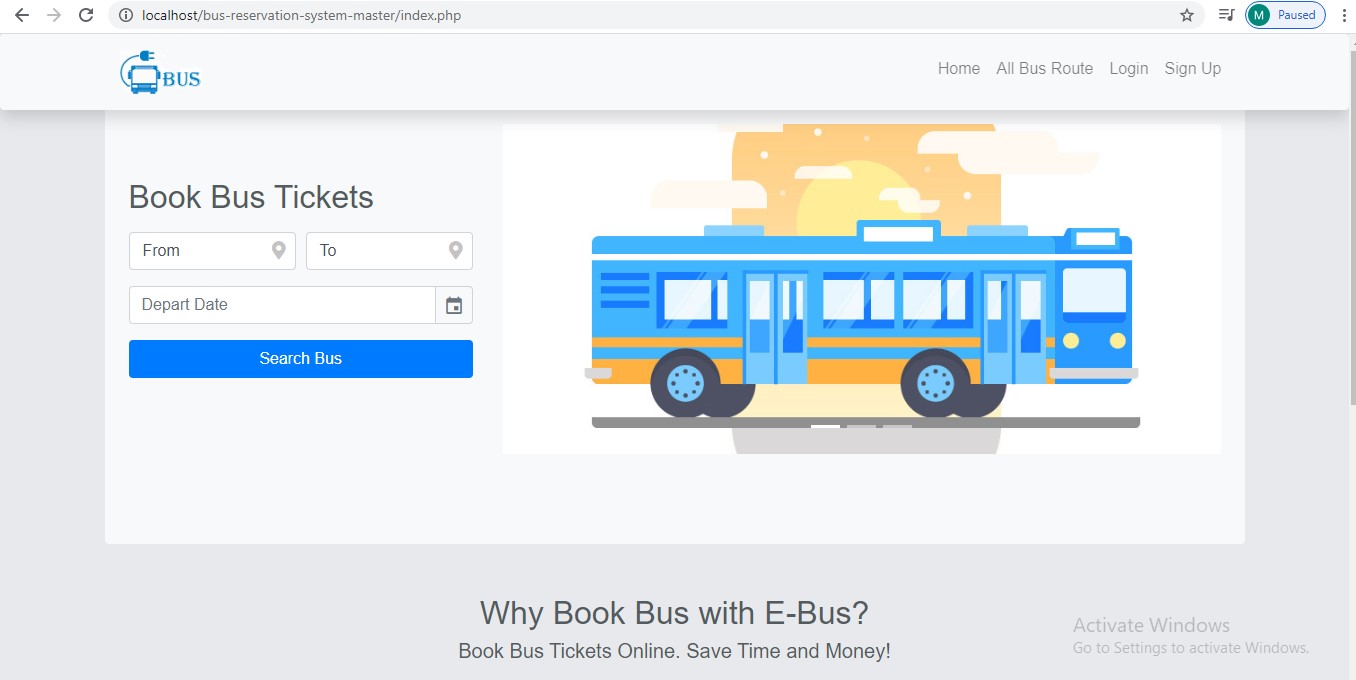 localhost/bus-reservation-system-master/index.php
M Paused
BUS
Home All Bus Route Login Sign Up
Book Bus Tickets
From To
Depart Date
Search Bus
Why Book Bus with E-Bus?
Book Bus Tickets Online. Save Time and Money!
Activate Windows
Go to Settings to activate Windows.